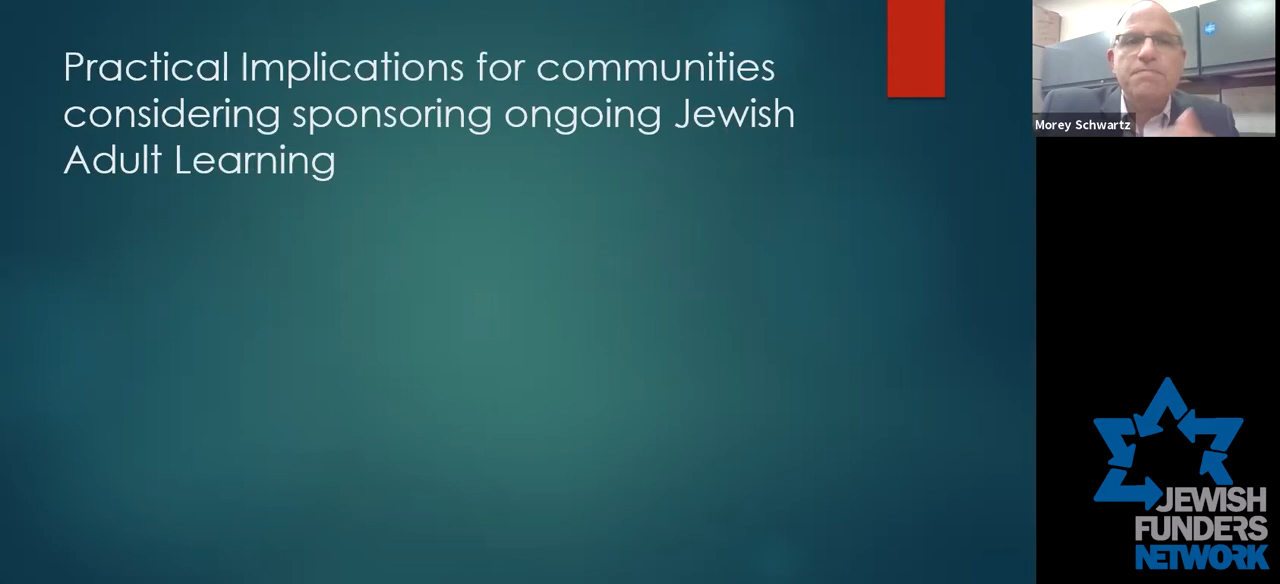 Practical Implications for communities
considering sponsoring ongoing Jewish
Adult Learning
Morey Schwartz
JEWISH
FUNDERS
NETWORK